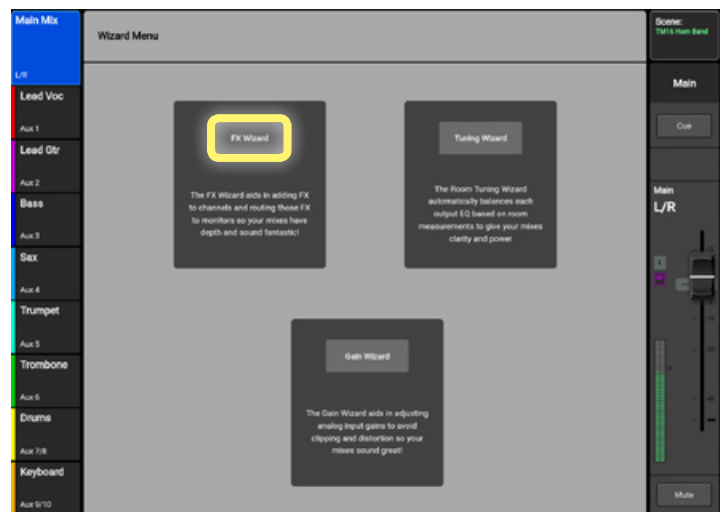 Main Mix
L/R
Lead Voc
Aux 1
Lead Gtr
Aux 2
Bass
Aux 3
Sax
Aux 4
Trumpet
Aux 5
Trombone
Aux 6
Drums
Aux 7/8
Keyboard
Aux 9/10
Wizard Menu
FX Wizard
The FX Wizard aids in adding FX
to channels and routing those FX
to monitors so your mixes have
depth and sound fantastic!
Tuning Wizard
The Room Tuning Wizard
automatically balances each
output EQ based on room
measurements to give your mixes
clarity and power
Gain Wizard
The Gain Wizard aids in adjusting
analog input gains to avoid
clipping and distortion so your
mixes sound great!
Scene:
TM16 Horn Band
Main
Cue
Main
L/R
L
Mute